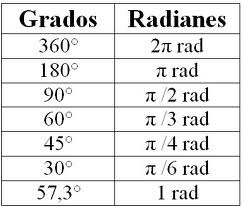 Grados Radianes
360° 2π rad
180° π rad
90° π /2 rad
60° π /3 rad
45° π /4 rad
30° π /6 rad
57,3° 1 rad